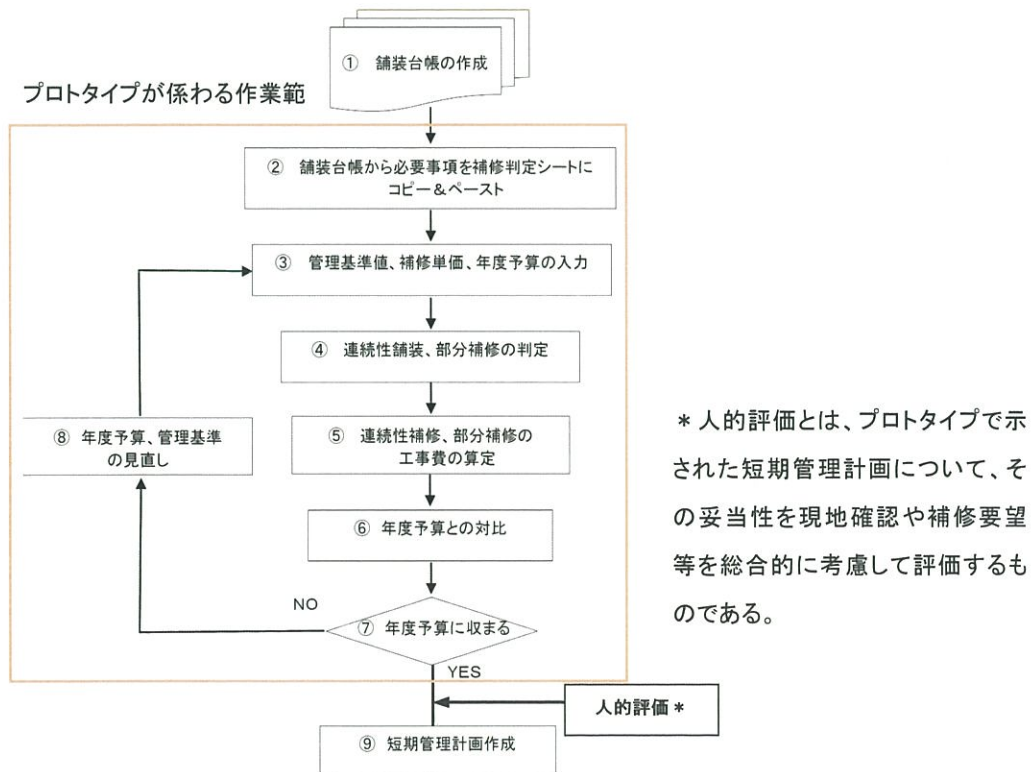 ① 舗装台帳の作成
プロトタイプが係わる作業範
② 舗装台帳から必要事項を補修判定シートに
コピー＆ペースト
③ 管理基準値、補修単価、年度予算の入力
④ 連続性舗装、部分補修の判定
⑤ 連続性補修、部分補修の
工事費の算定
⑧ 年度予算、管理基準
の見直し
⑥ 年度予算との対比
NO
⑦ 年度予算に収まる
YES
人的評価＊
⑨ 短期管理計画作成
＊人的評価とは、プロトタイプで示
された短期管理計画について、そ
の妥当性を現地確認や補修要望
等を総合的に考慮して評価するも
のである。